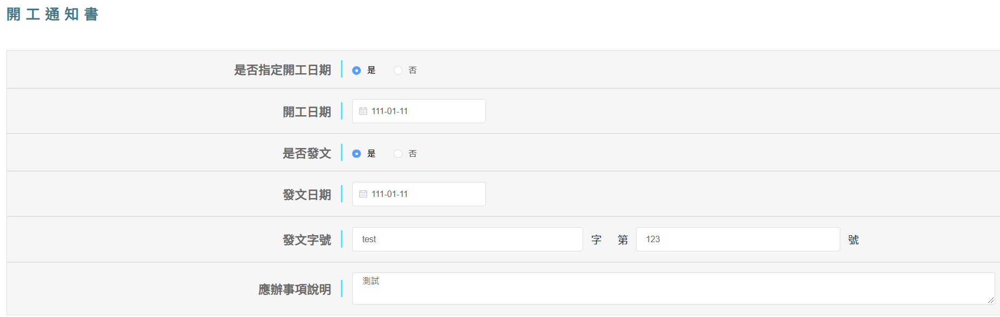 開工通知書
是否指定開工日期 是 否
開工日期 111-01-11
是否發文 是 否
發文日期 111-01-11
發文字號 test 字 第 123 號
應辦事項說明 測試